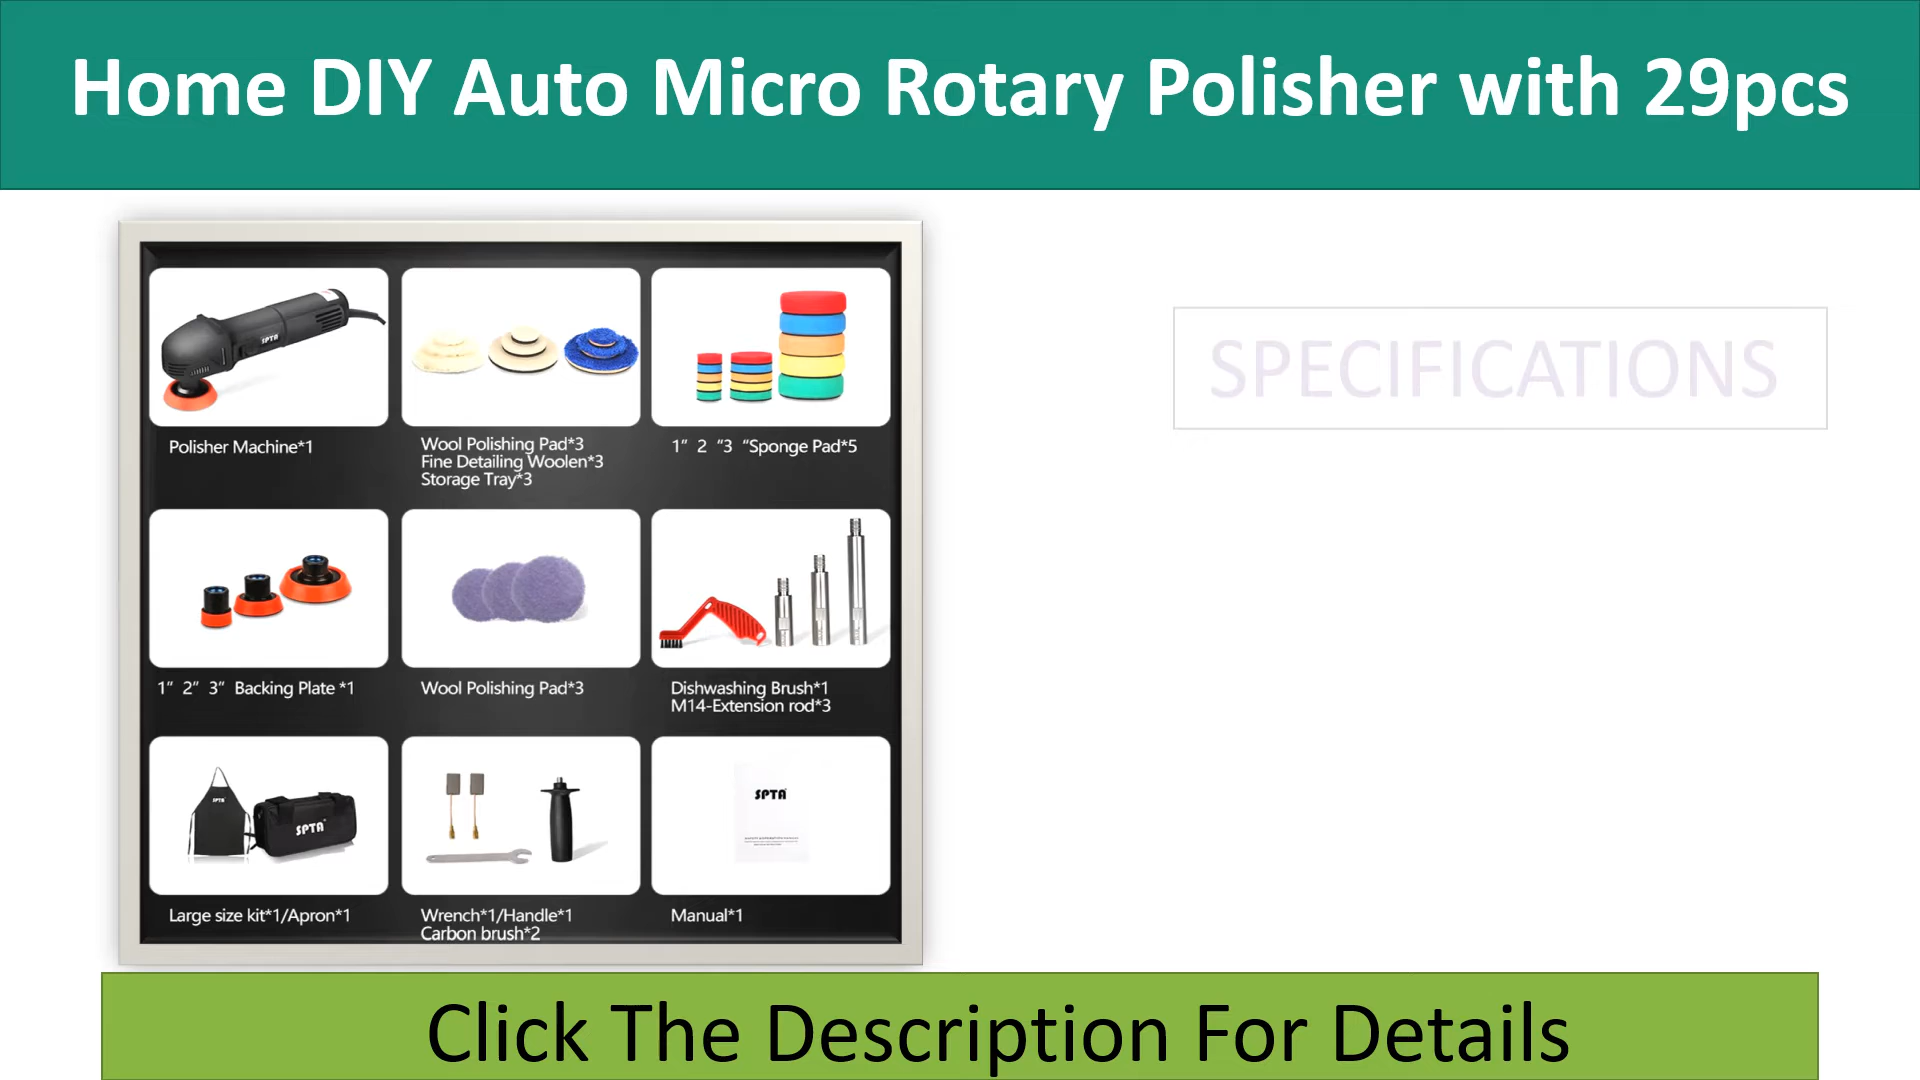 Home DIY Auto Micro Rotary Polisher with 29pcs
SPTA
Polisher Machine*1
Wool Polishing Pad*3
Fine Detailing Woolen*3
Storage Tray*3
1” 2 “3 “Sponge Pad*5
SPECIFICATIONS
1” 2” 3” Backing Plate *1
Wool Polishing Pad*3
Dishwashing Brush*1
M14-Extension rod*3
SPTA
SPTA
SPTA
Large size kit*1/Apron*1
Wrench*1/Handle*1
Carbon brush*2
Manual*1
Click The Description For Details